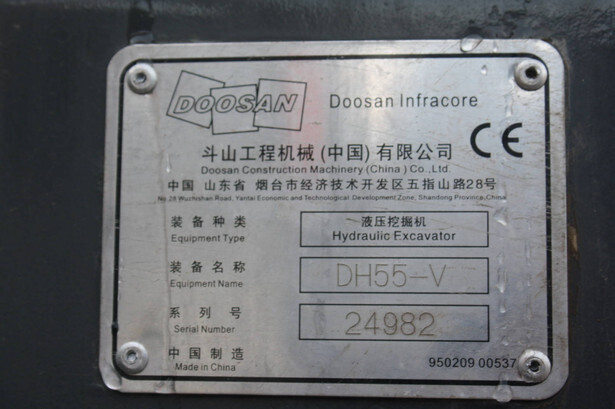 DOOSAN Doosan Infracore
斗山工程机械(中国)有限公司
Doosan Construction Machinery (China) Co.,Ltd.
中国 山东省 烟台市经济技术开发区五指山路28号
No.28 Wuzhishan Road, Yantai Economic and Technological Development Zone, Shandong Province,China
CE
装备种类 液压挖掘机
Equipment Type Hydraulic Excavator
装备名称 DH55-V
Equipment Name
系列号 24982
Serial Number
中国制造
Made in China
950209 00537